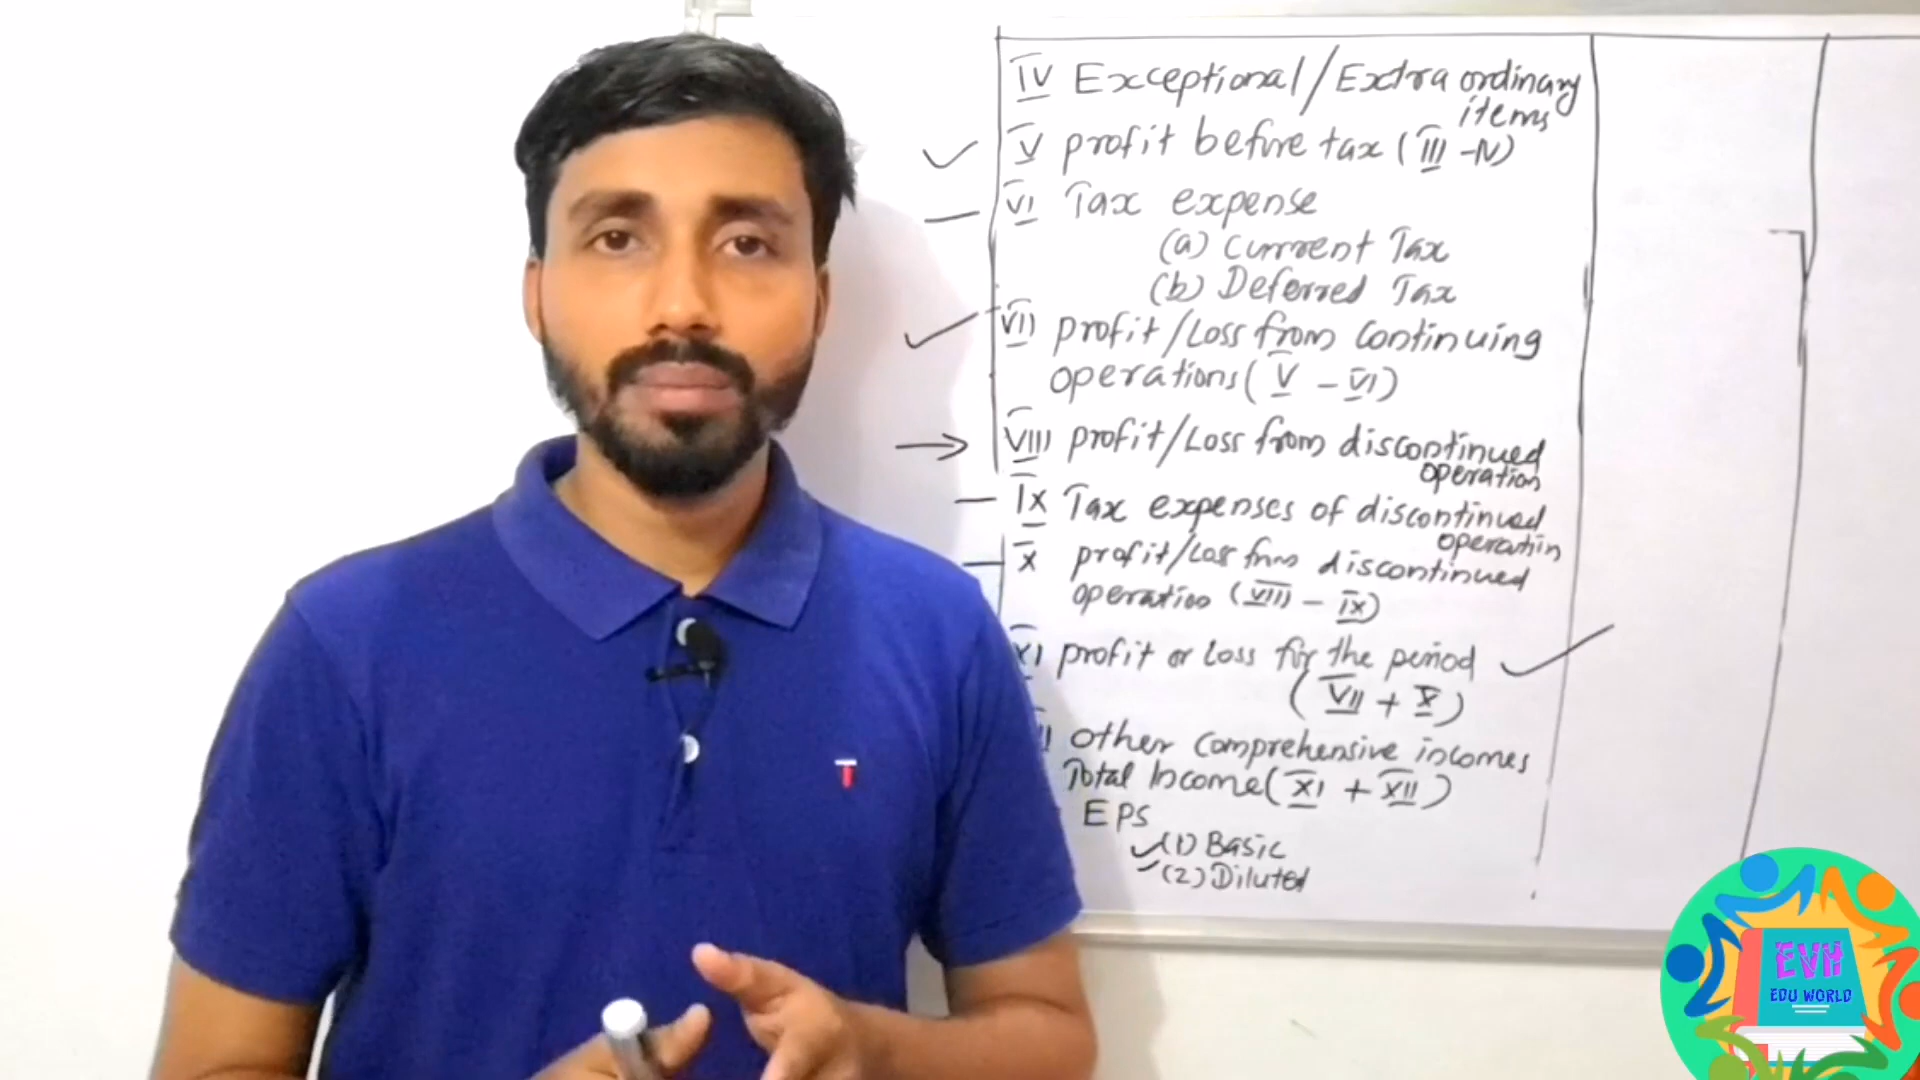 IV Exceptional/Extra ordinary
items
V profit before tax (III - IV)
VI Tax expense
(a) Current Tax
(b) Deferred Tax
VII profit/Loss from continuing
operations (V - VI)
VIII profit/Loss from discontinued
operation
IX Tax expenses of discontinued
operation
X profit/Loss from discontinued
operation (VIII - IX)
XI profit or Loss for the period
(VII + X)
II other comprehensive incomes
Total Income (XI + XII)
EPS
(1) Basic
(2) Diluted
T
EVH
EDU WORLD